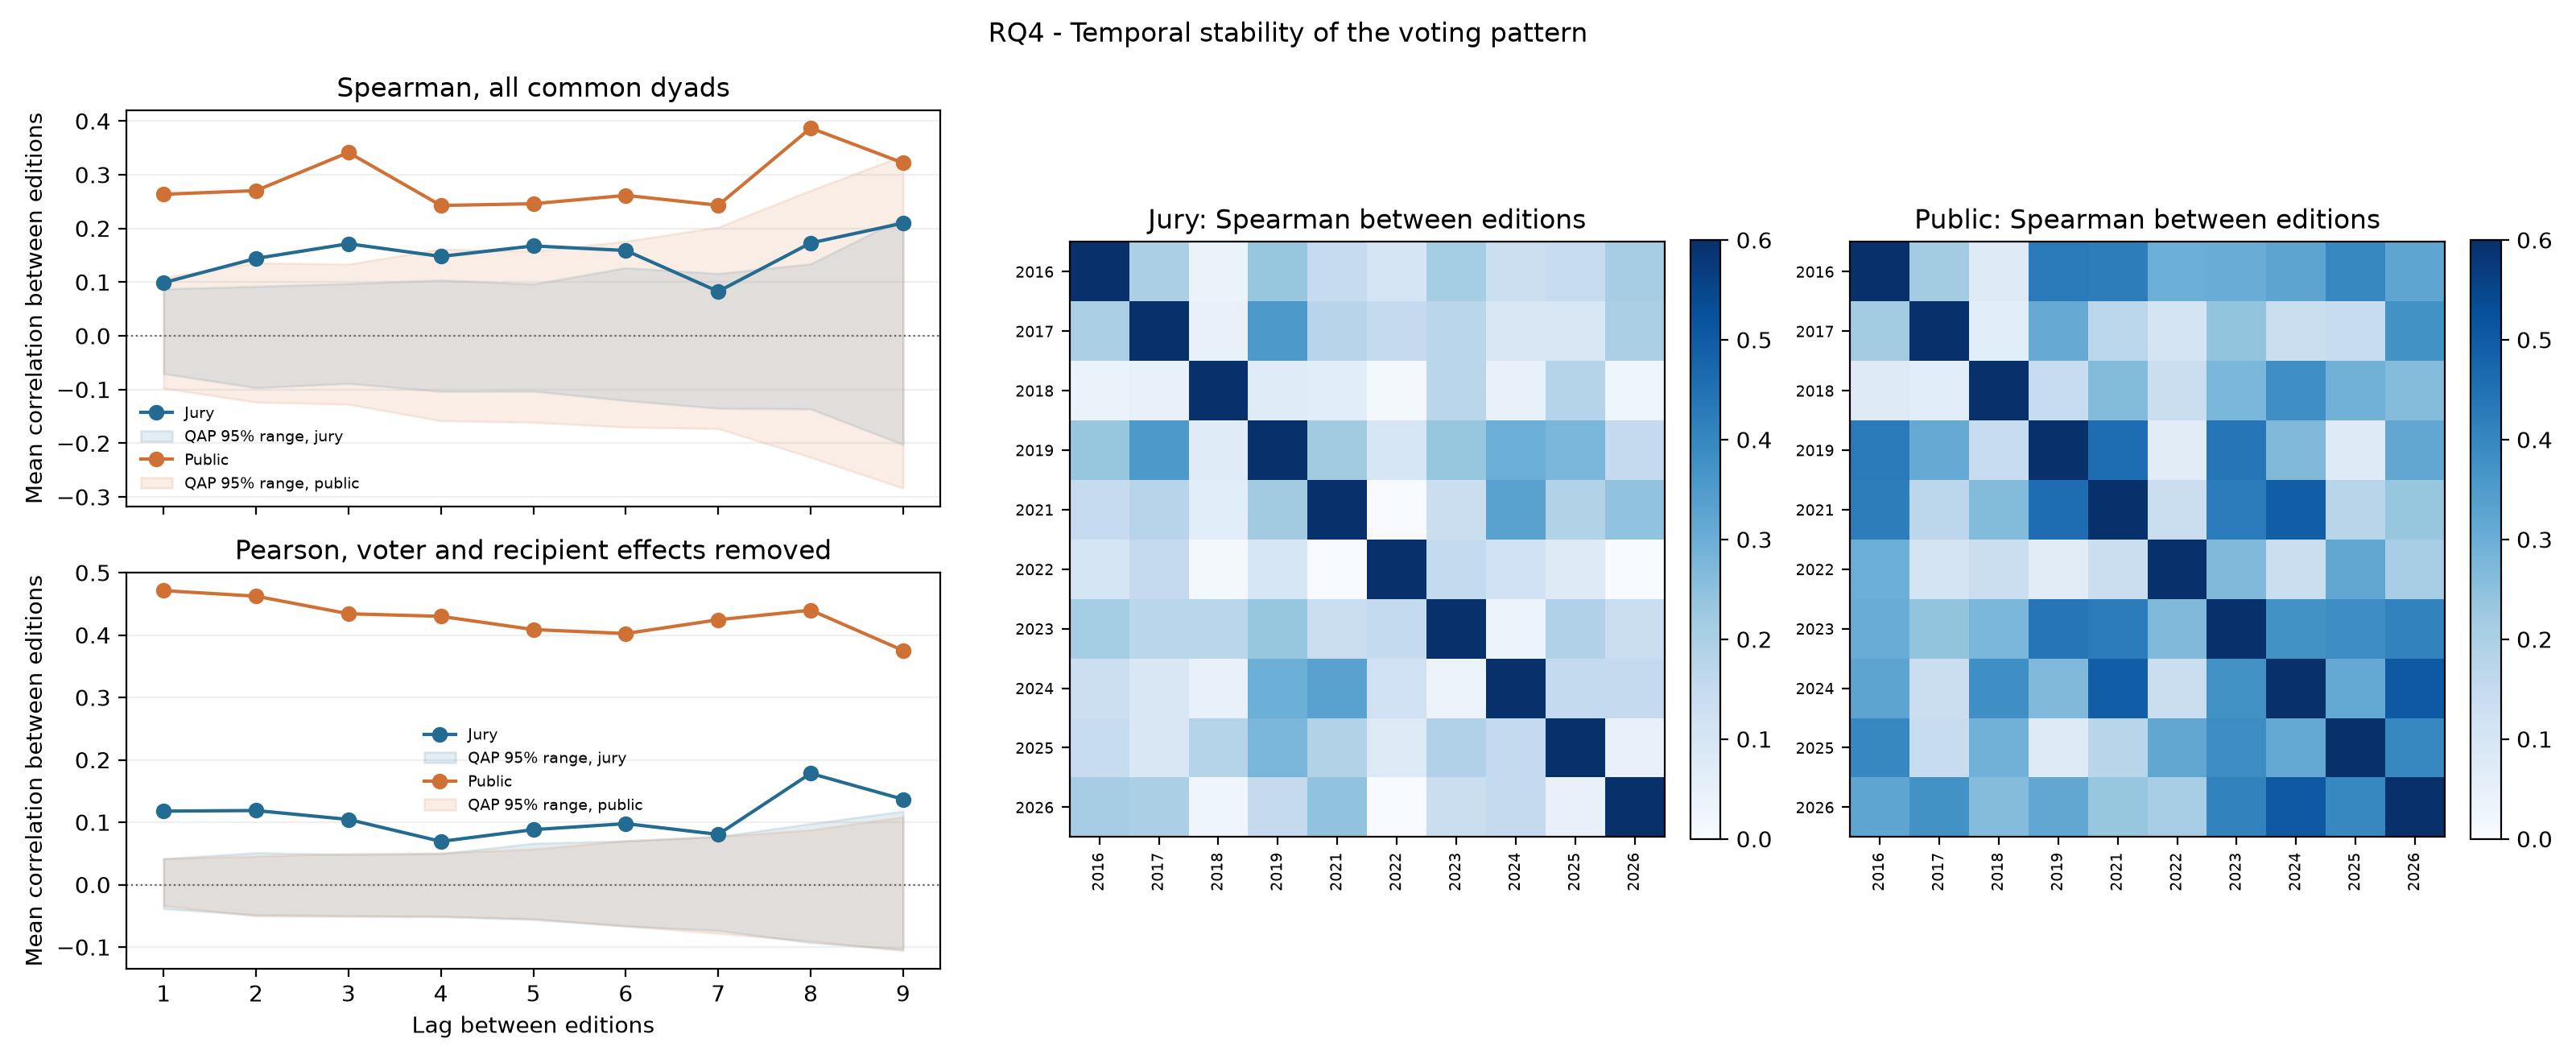 RQ4 - Temporal stability of the voting pattern
Spearman, all common dyads
Mean correlation between editions
0.4
0.3
0.2
0.1
0.0
−0.1
−0.2
−0.3
Jury
QAP 95% range, jury
Public
QAP 95% range, public
Pearson, voter and recipient effects removed
Mean correlation between editions
0.5
0.4
0.3
0.2
0.1
0.0
−0.1
Jury
QAP 95% range, jury
Public
QAP 95% range, public
1 2 3 4 5 6 7 8 9
Lag between editions
Jury: Spearman between editions
2016
2017
2018
2019
2021
2022
2023
2024
2025
2026
2016 2017 2018 2019 2021 2022 2023 2024 2025 2026
0.6
0.5
0.4
0.3
0.2
0.1
0.0
Public: Spearman between editions
2016
2017
2018
2019
2021
2022
2023
2024
2025
2026
2016 2017 2018 2019 2021 2022 2023 2024 2025 2026
0.6
0.5
0.4
0.3
0.2
0.1
0.0